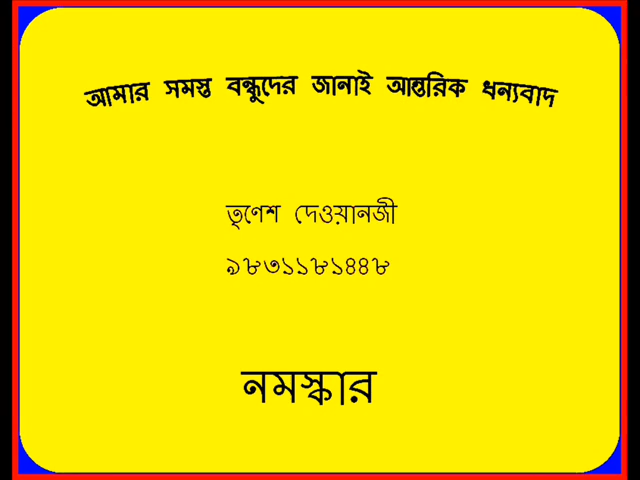 আমার সমস্ত বন্ধুদের জানাই আন্তরিক ধন্যবাদ
তৃণেশ দেওয়ানজী
৯৮৩১১৮১৪৪৮
নমস্কার